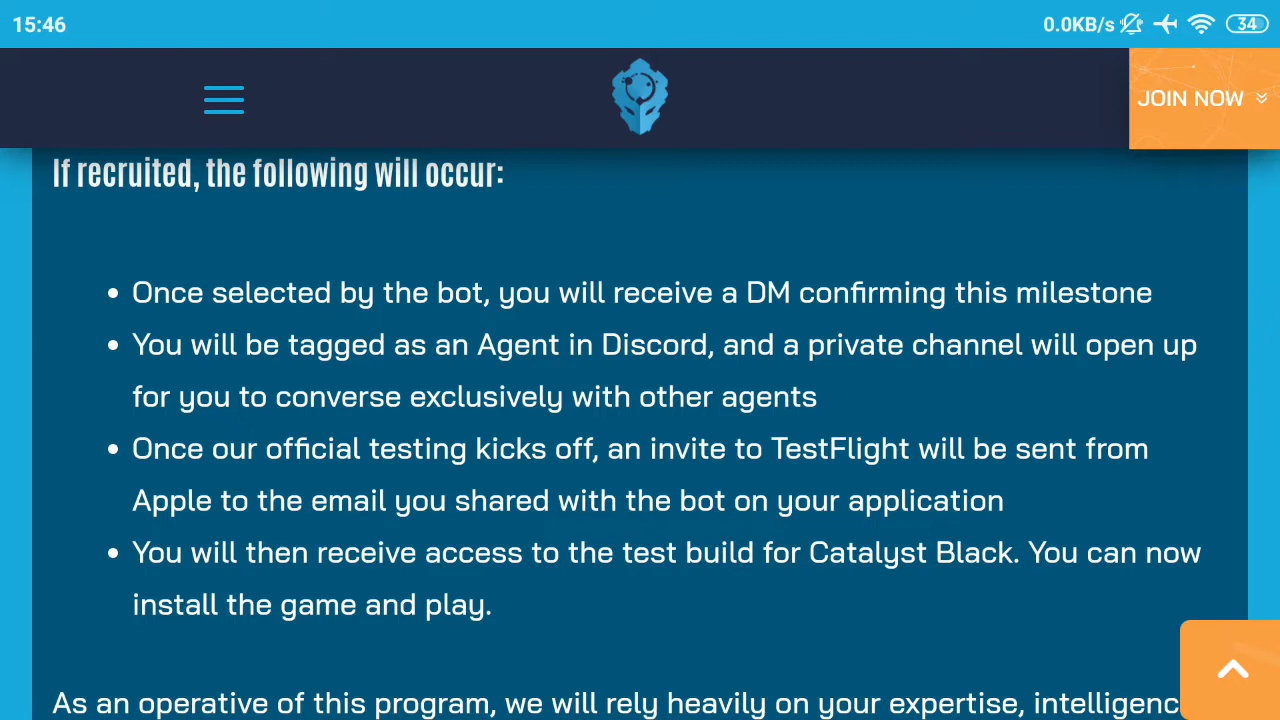 15:46
0.0KB/s
34
JOIN NOW
If recruited, the following will occur:
Once selected by the bot, you will receive a DM confirming this milestone
You will be tagged as an Agent in Discord, and a private channel will open up
for you to converse exclusively with other agents
Once our official testing kicks off, an invite to TestFlight will be sent from
Apple to the email you shared with the bot on your application
You will then receive access to the test build for Catalyst Black. You can now
install the game and play.
As an operative of this program, we will rely heavily on your expertise,